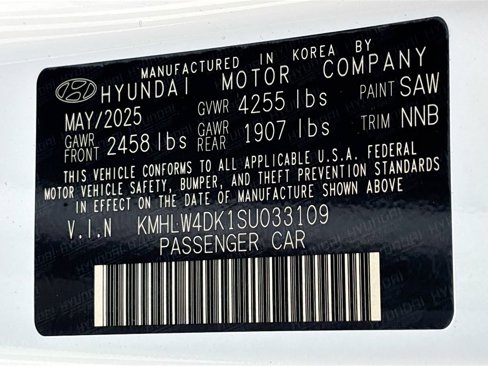 MANUFACTURED IN KOREA BY
HYUNDAI MOTOR COMPANY
MAY/2025 GVWR 4255 lbs PAINT SAW
GAWR FRONT 2458 lbs GAWR REAR 1907 lbs TRIM NNB
THIS VEHICLE CONFORMS TO ALL APPLICABLE U.S.A. FEDERAL
MOTOR VEHICLE SAFETY, BUMPER, AND THEFT PREVENTION STANDARDS
IN EFFECT ON THE DATE OF MANUFACTURE SHOWN ABOVE.
V.I.N KMHLW4DK1SU033109
PASSENGER CAR